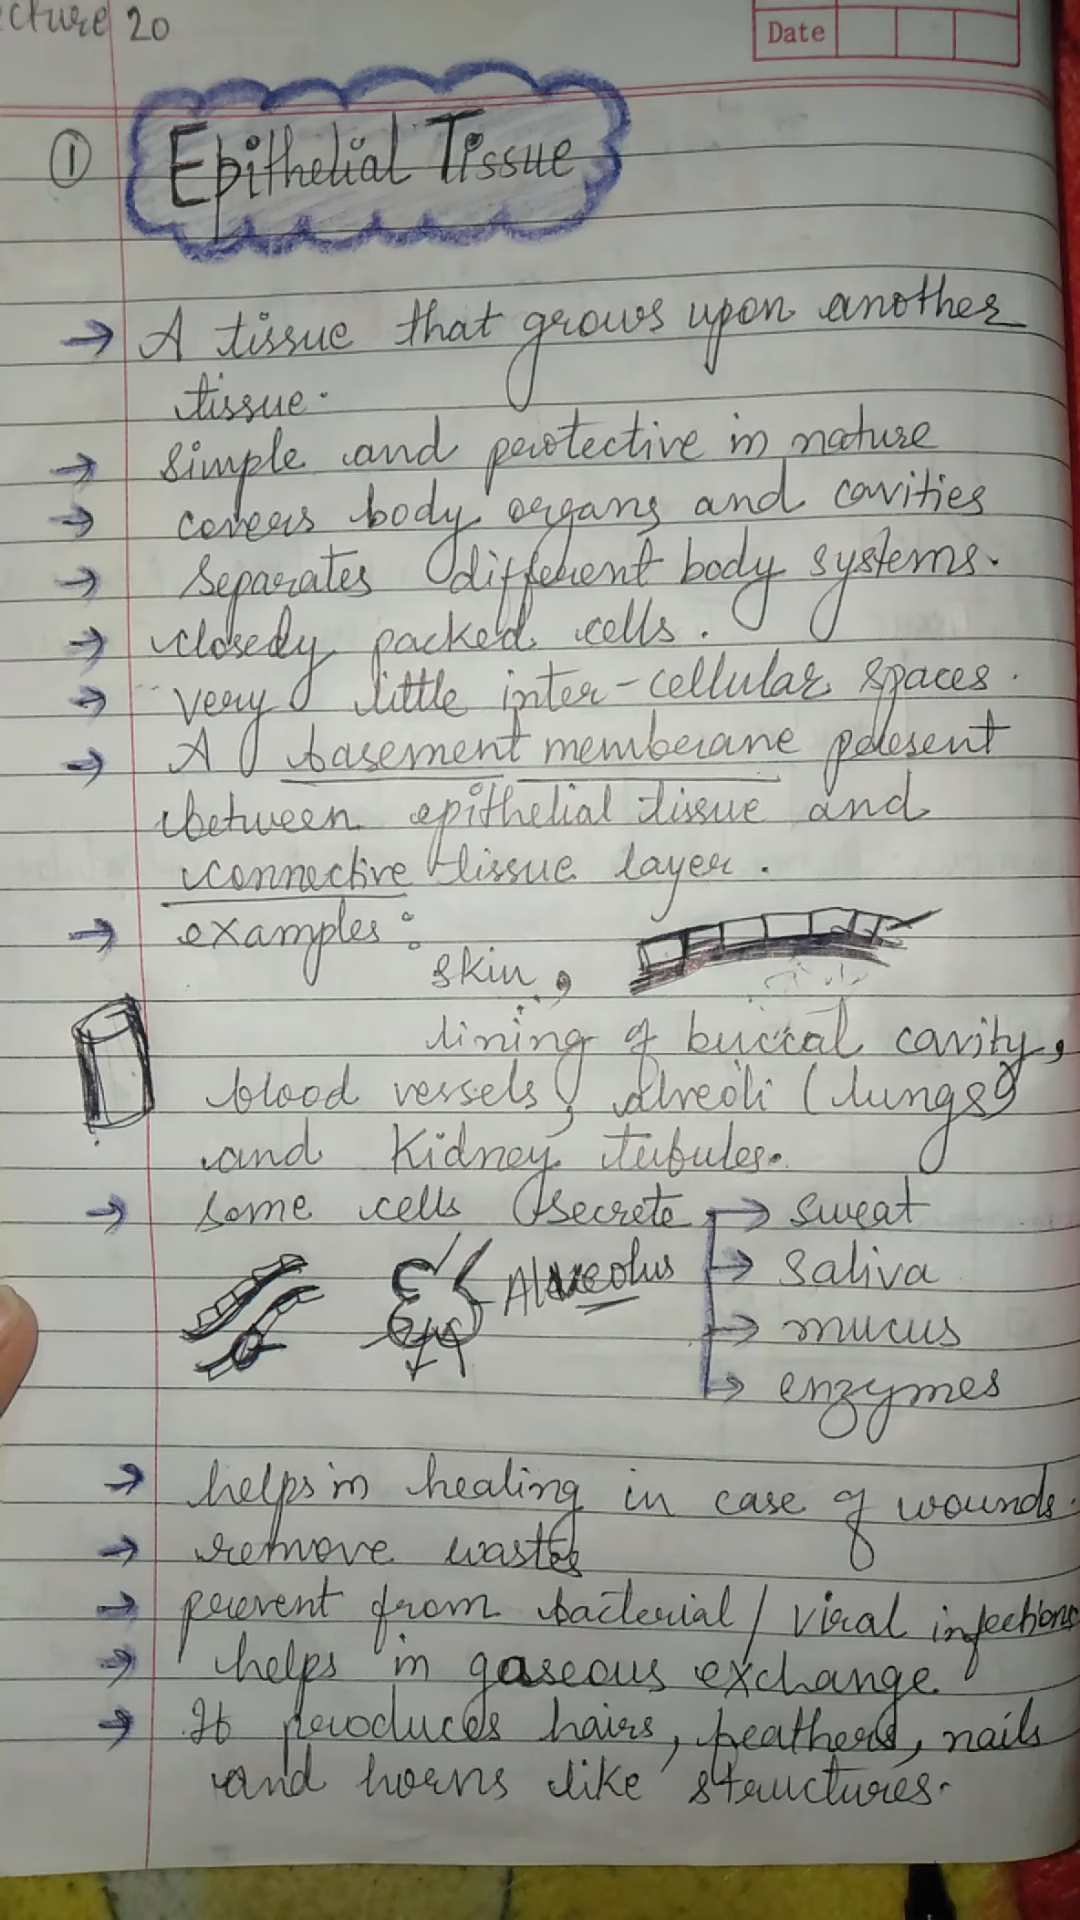 ecture 20
Date
① Epithelial Tissue
→ A tissue that grows upon another
tissue.
→ simple and protective in nature
→ covers body organs and cavities
→ Separates different body systems.
→ closely packed cells.
→ very little inter-cellular spaces.
→ A basement membrane present
between epithelial tissue and
connective tissue layer.
→ examples:
skin,
lining of buccal cavity,
blood vessels, alveoli (lungs)
and Kidney tubules.
→ some cells secrete → sweat
Alveolus → saliva
→ mucus
→ enzymes
→ helps in healing in case of wounds.
→ remove wastes
→ prevent from bacterial / viral infections
→ helps in gaseous exchange.
→ It produces hairs, feathers, nails
and horns like structures.